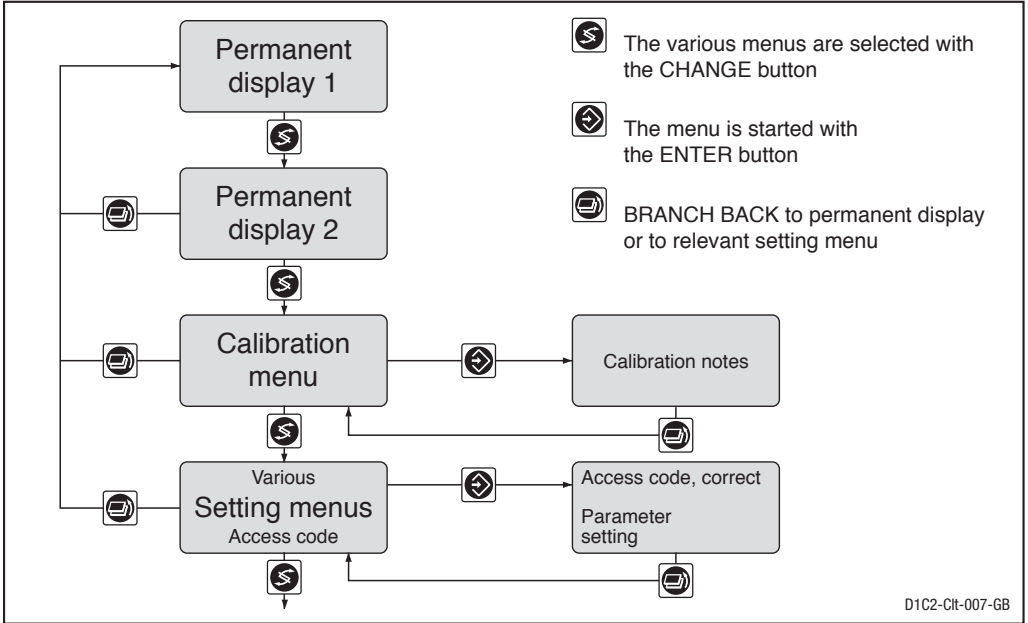 Permanent
display 1
The various menus are selected with
the CHANGE button
The menu is started with
the ENTER button
Permanent
display 2
BRANCH BACK to permanent display
or to relevant setting menu
Calibration
menu
Calibration notes
Various
Setting menus
Access code
Access code, correct
Parameter
setting
D1C2-Clt-007-GB